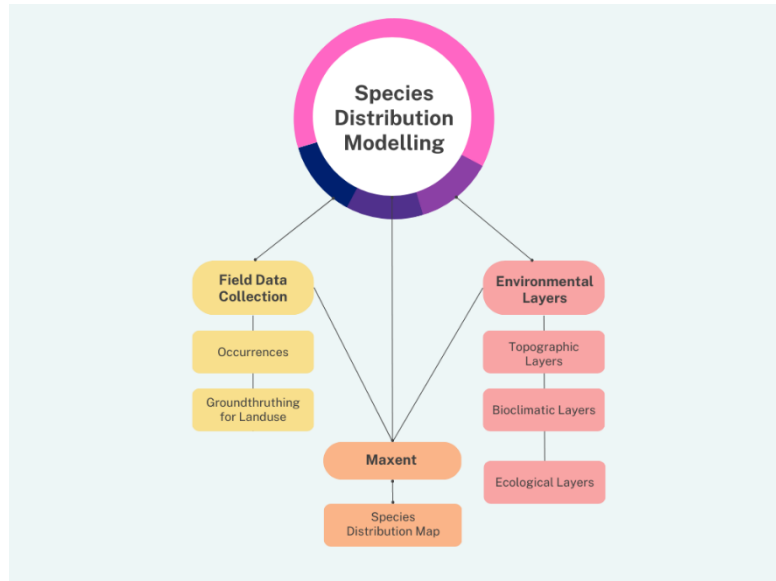 Species
Distribution
Modelling
Field Data
Collection
Occurrences
Groundthruthing
for Landuse
Environmental
Layers
Topographic
Layers
Bioclimatic Layers
Ecological Layers
Maxent
Species
Distribution Map